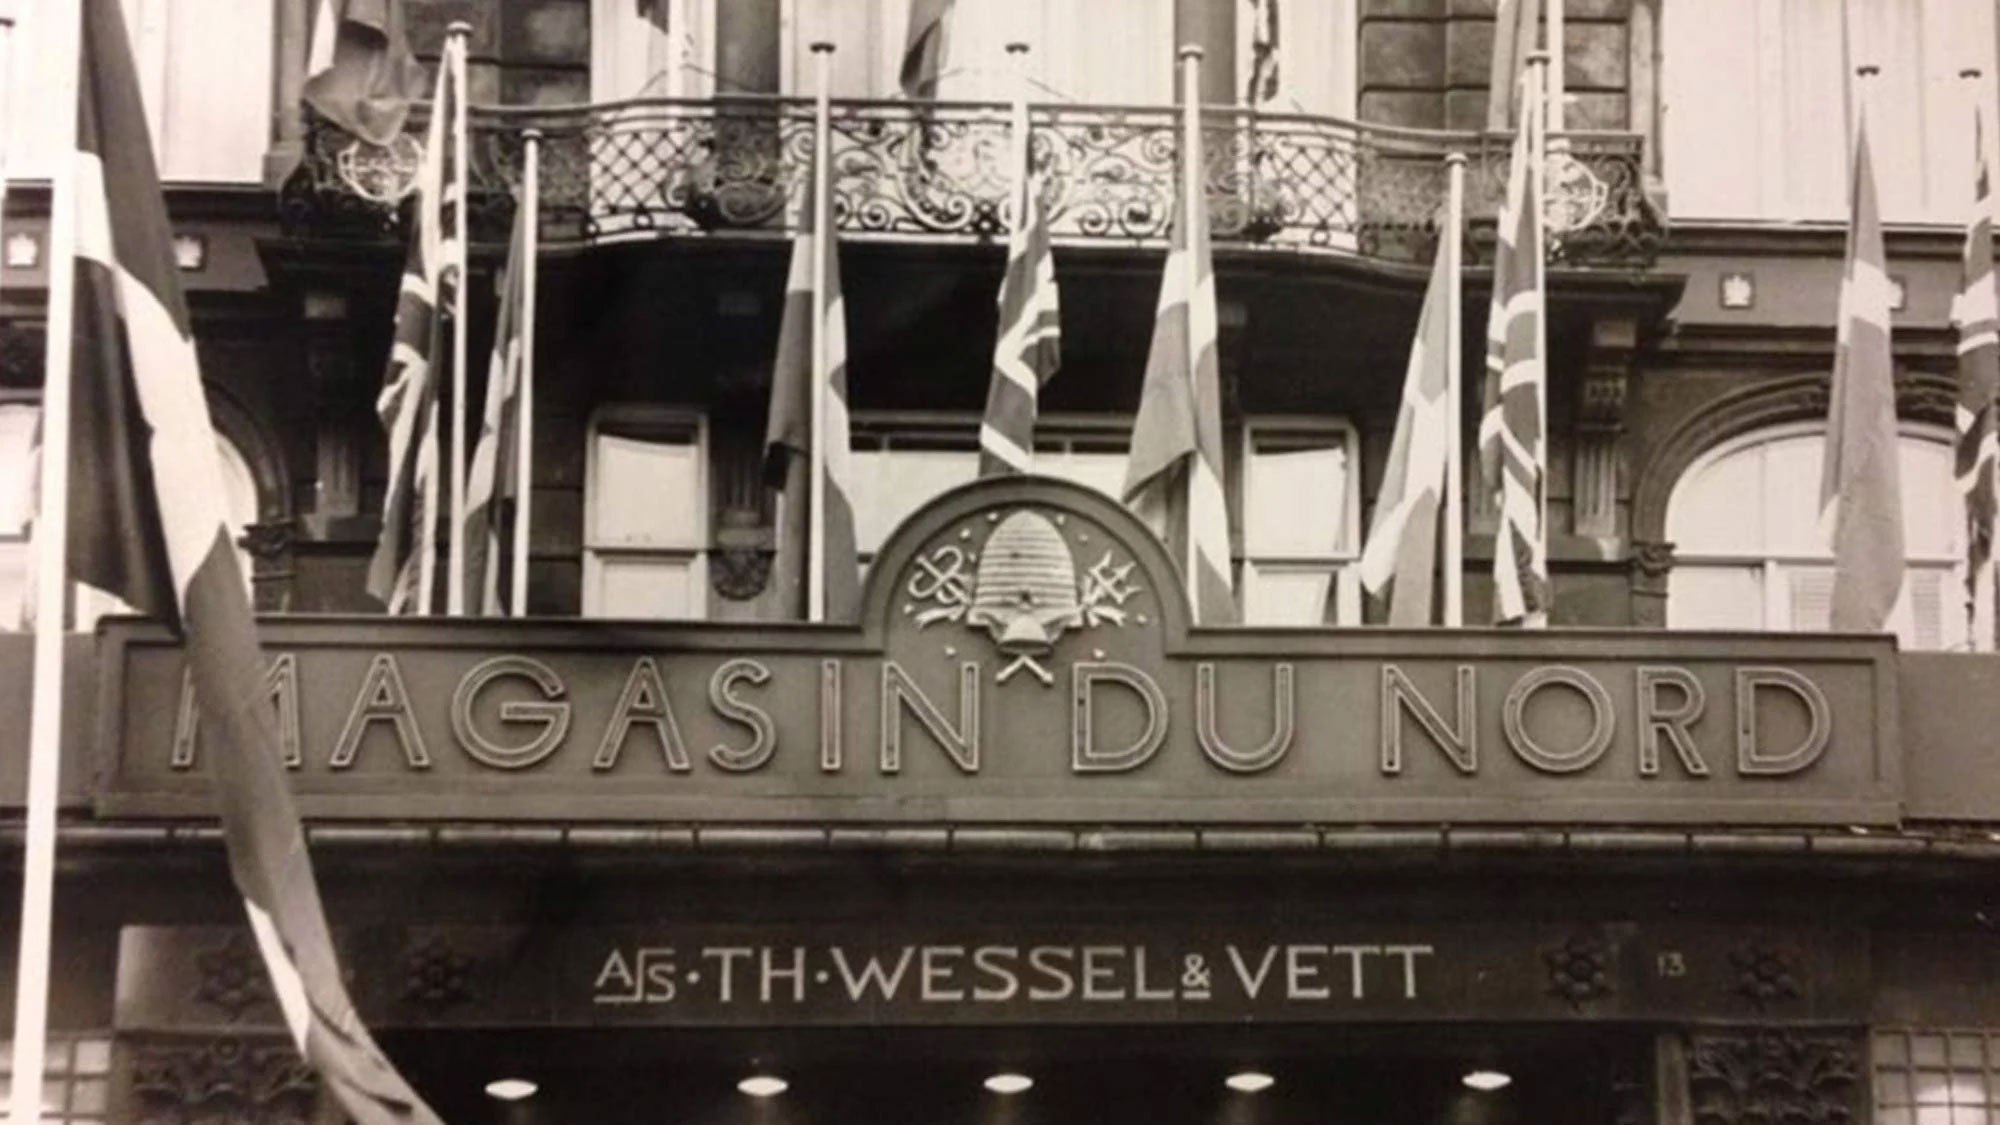 MAGASIN DU NORD
A/S · TH · WESSEL & VETT
13